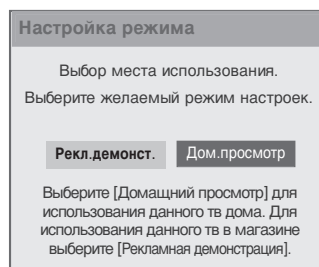 Настройка режима
Выбор места использования.
Выберите желаемый режим настроек.
Рекл.демонст. Дом.просмотр
Выберите [Домащний просмотр] для
использования данного тв дома. Для
использования данного тв в магазине
выберите [Рекламная демонстрация].